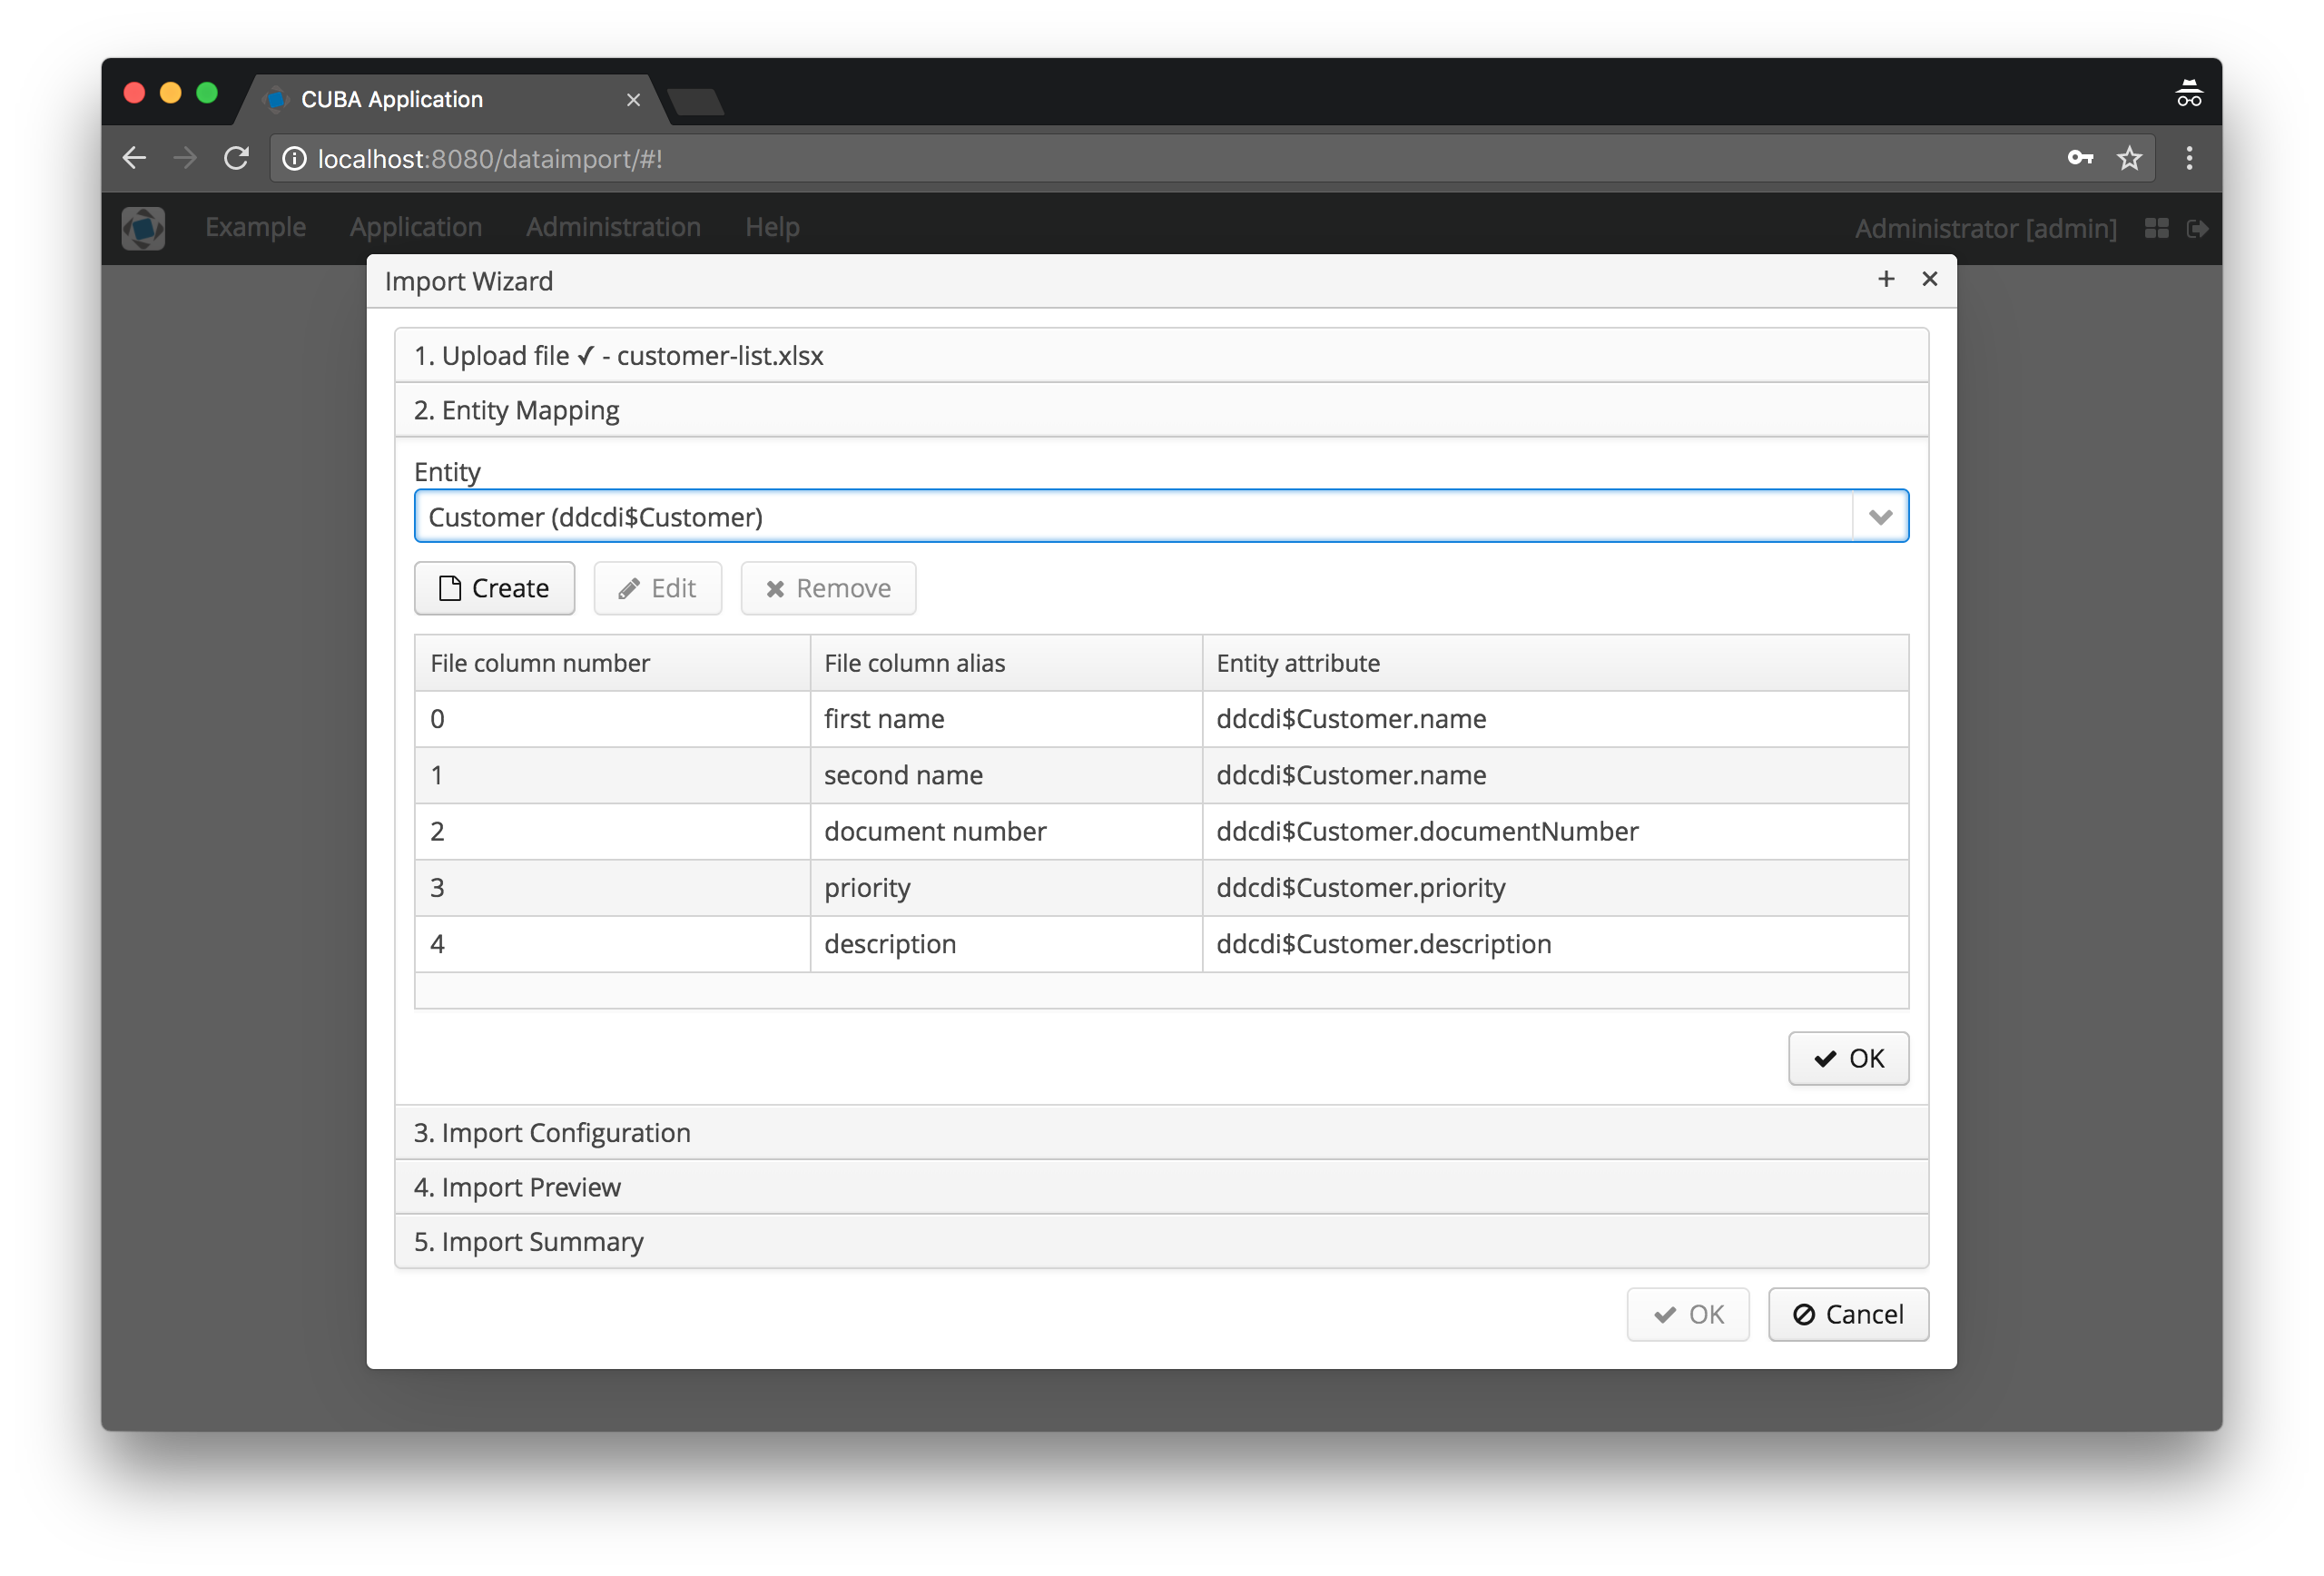 CUBA Application
localhost:8080/dataimport/#!
Example Application Administration Help Administrator [admin]
Import Wizard
1. Upload file ✓ - customer-list.xlsx
2. Entity Mapping
Entity
Customer (ddcdi$Customer)
Create Edit Remove
File column number File column alias Entity attribute
0 first name ddcdi$Customer.name
1 second name ddcdi$Customer.name
2 document number ddcdi$Customer.documentNumber
3 priority ddcdi$Customer.priority
4 description ddcdi$Customer.description
OK
3. Import Configuration
4. Import Preview
5. Import Summary
OK Cancel